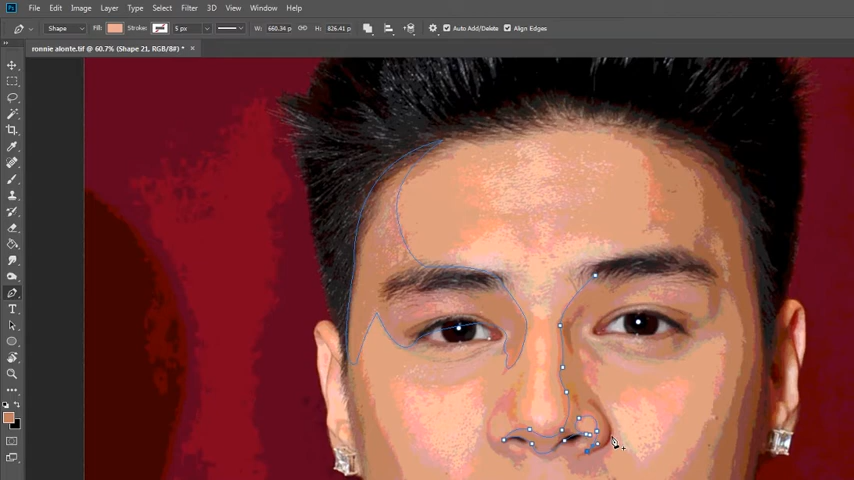 Ps File Edit Image Layer Type Select Filter 3D View Window Help
Shape Fill: Stroke: 5 px W: 660.34 p H: 826.41 p Auto Add/Delete Align Edges
ronnie alonte.tif @ 60.7% (Shape 21, RGB/8#) * ×
T